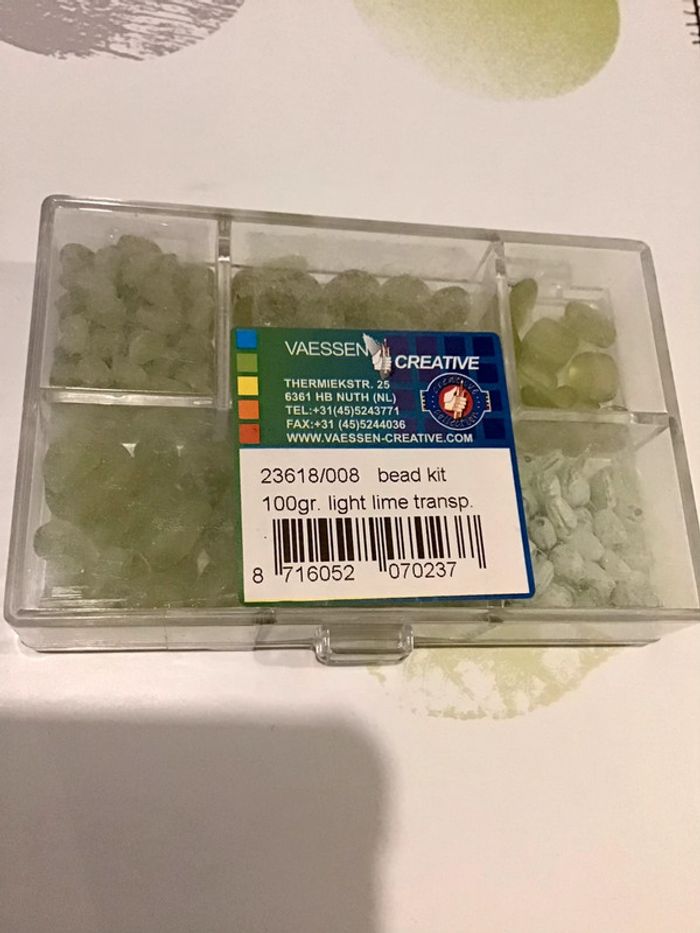 VAESSEN CREATIVE
THERMIEKSTR. 25
6361 HB NUTH (NL)
TEL:+31(45)5243771
FAX:+31 (45)5244036
WWW.VAESSEN-CREATIVE.COM
23618/008 bead kit
100gr. light lime transp.
8 716052 070237